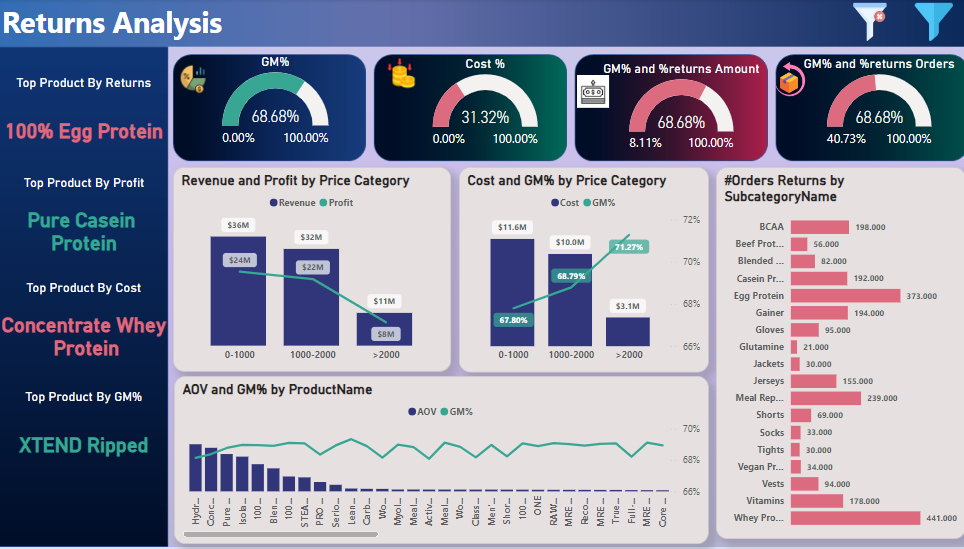 Returns Analysis
Top Product By Returns
100% Egg Protein
Top Product By Profit
Pure Casein
Protein
Top Product By Cost
Concentrate Whey
Protein
Top Product By GM%
XTEND Ripped
GM%
68.68%
0.00% 100.00%
Cost %
31.32%
0.00% 100.00%
GM% and %returns Amount
68.68%
8.11% 100.00%
GM% and %returns Orders
68.68%
40.73% 100.00%
Revenue and Profit by Price Category
Revenue Profit
$36M
$32M
$24M
$22M
$11M
$8M
0-1000 1000-2000 >2000
Cost and GM% by Price Category
Cost GM%
$11.6M
$10.0M
71.27%
68.79%
$3.1M
67.80%
72%
70%
68%
66%
0-1000 1000-2000 >2000
#Orders Returns by
SubcategoryName
BCAA 198.000
Beef Prot... 56.000
Blended ... 82.000
Casein Pr... 192.000
Egg Protein 373.000
Gainer 194.000
Gloves 95.000
Glutamine 21.000
Jackets 30.000
Jerseys 155.000
Meal Rep... 239.000
Shorts 69.000
Socks 33.000
Tights 30.000
Vegan Pr... 34.000
Vests 94.000
Vitamins 178.000
Whey Pro... 441.000
AOV and GM% by ProductName
AOV GM%
70%
68%
66%
Hydr...
Conc...
Pure ...
Isola...
100...
Blen...
100...
STEA...
PRO ...
Serio...
Lean...
Carb...
Wo...
Myol...
Meal...
Activ...
Meal...
Wo...
Class...
Men'...
Shor...
100...
ONE
RAW...
MRE ...
Reco...
MRE ...
True...
Full-...
MRE ...
Core ...